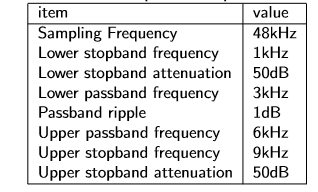 item value
Sampling Frequency 48kHz
Lower stopband frequency 1kHz
Lower stopband attenuation 50dB
Lower passband frequency 3kHz
Passband ripple 1dB
Upper passband frequency 6kHz
Upper stopband frequency 9kHz
Upper stopband attenuation 50dB